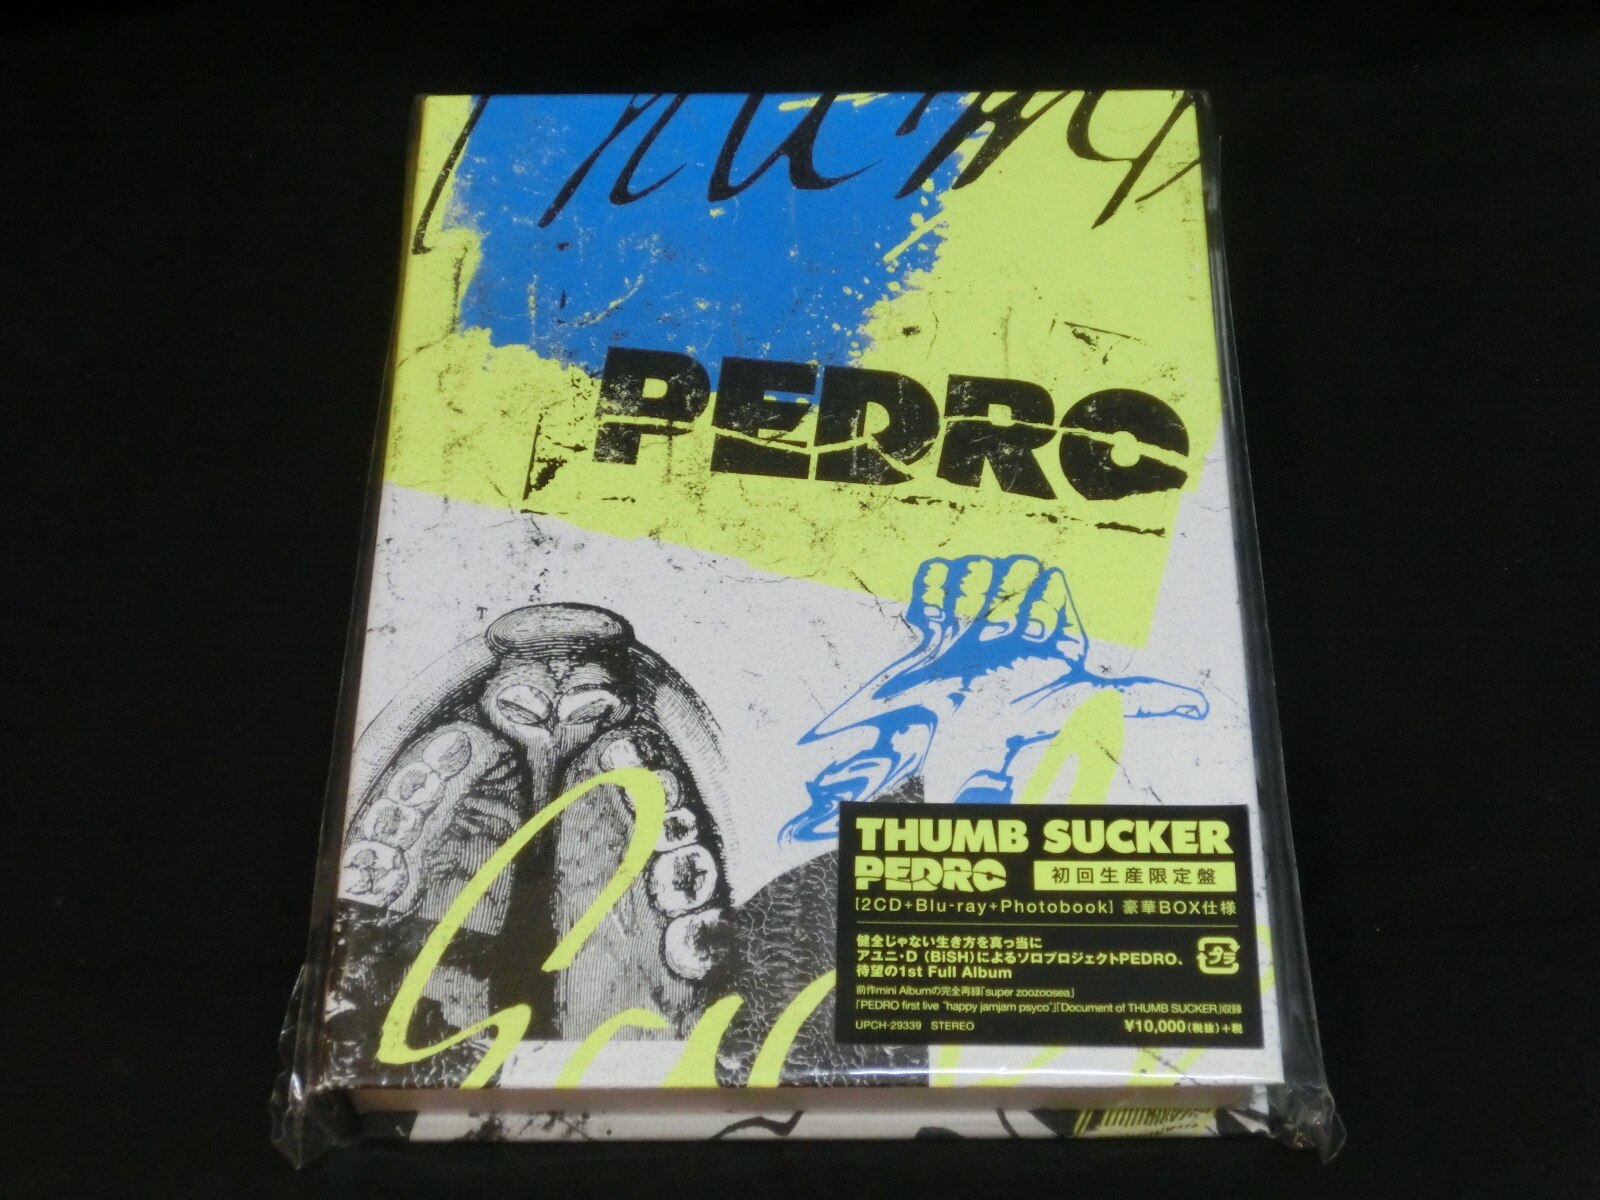 Thumb
PEDRO
T
Suc
THUMB SUCKER
PEDRO 初回生産限定盤
[2CD+Blu-ray+Photobook] 豪華BOX仕様
健全じゃない生き方を真っ当に
アユニ・D (BiSH)によるソロプロジェクトPEDRO、
待望の1st Full Album
プラ
前作mini Albumの完全再録「super zoozoosea」
「PEDRO first live "happy jamjam psyco"」「Document of THUMB SUCKER」収録
UPCH-29339 STEREO ¥10,000(税抜)+税